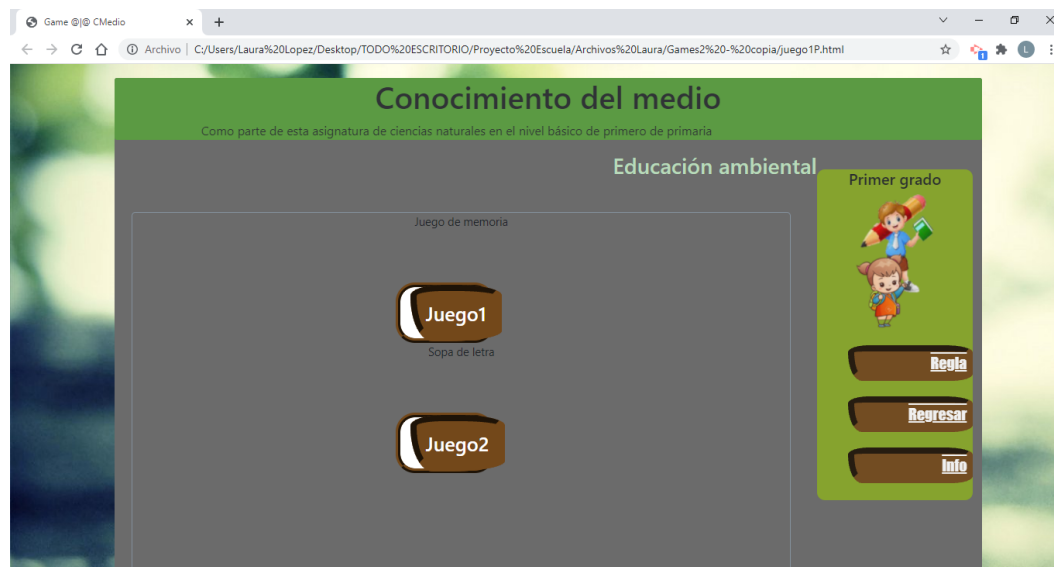 Game @|@ CMedio
Archivo | C:/Users/Laura%20Lopez/Desktop/TODO%20ESCRITORIO/Proyecto%20Escuela/Archivos%20Laura/Games2%20-%20copia/juego1P.html
1
L
Conocimiento del medio
Como parte de esta asignatura de ciencias naturales en el nivel básico de primero de primaria
Educación ambiental
Primer grado
Juego de memoria
Juego1
Sopa de letra
Juego2
Regla
Regresar
Info